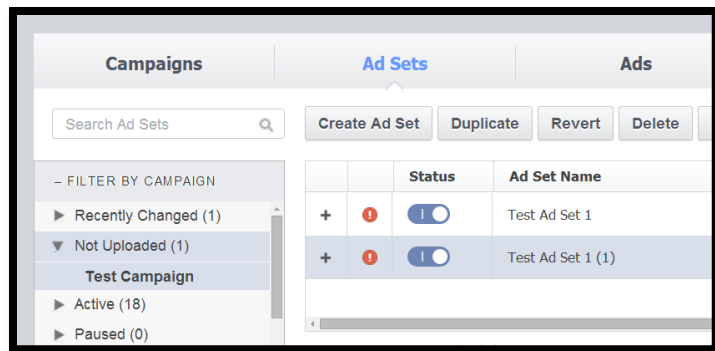 Campaigns Ad Sets Ads
Search Ad Sets
Create Ad Set Duplicate Revert Delete
– FILTER BY CAMPAIGN
Recently Changed (1)
Not Uploaded (1)
Test Campaign
Active (18)
Paused (0)
Status Ad Set Name
+ Test Ad Set 1
+ Test Ad Set 1 (1)